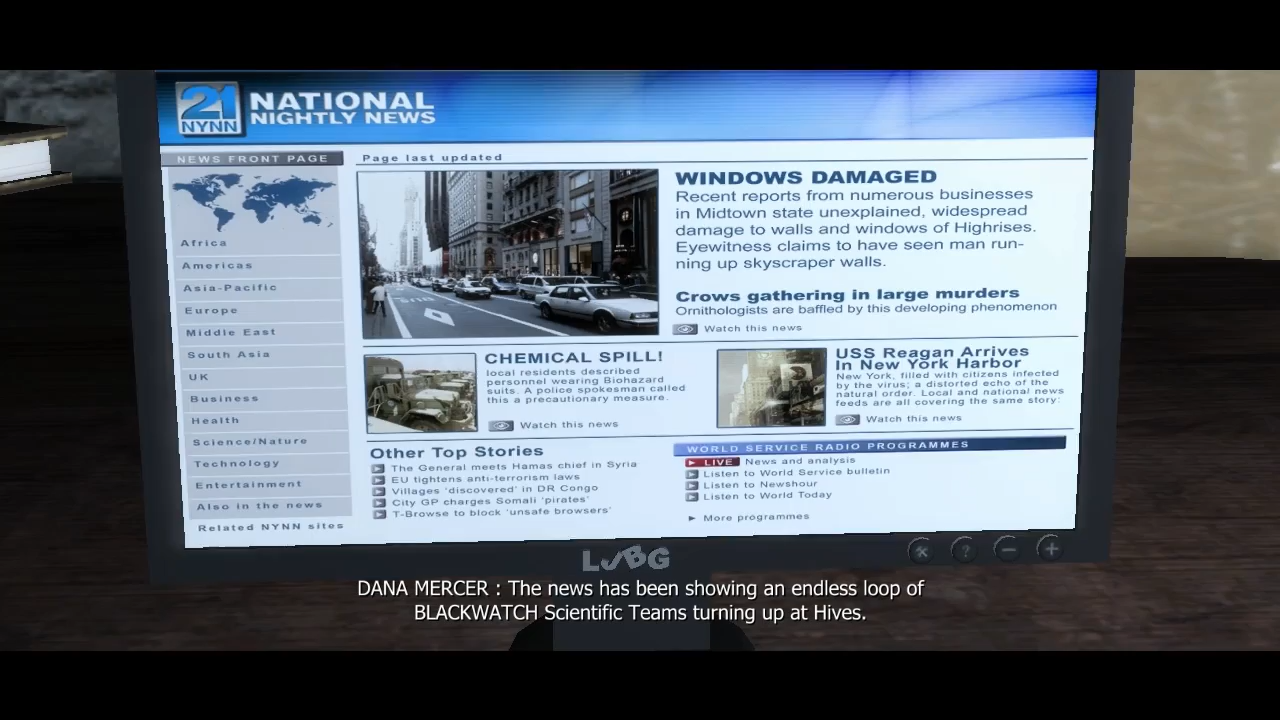 21
NYNN
NATIONAL
NIGHTLY NEWS
NEWS FRONT PAGE
Africa
Americas
Asia-Pacific
Europe
Middle East
South Asia
UK
Business
Health
Science/Nature
Technology
Entertainment
Also in the news
Related NYNN sites
Page last updated
WINDOWS DAMAGED
Recent reports from numerous businesses
in Midtown state unexplained, widespread
damage to walls and windows of Highrises.
Eyewitness claims to have seen man run-
ning up skyscraper walls.
Crows gathering in large murders
Ornithologists are baffled by this developing phenomenon
Watch this news
CHEMICAL SPILL!
local residents described
personnel wearing Biohazard
suits. A police spokesman called
this a precautionary measure.
Watch this news
USS Reagan Arrives
In New York Harbor
New York, filled with citizens infected
by the virus; a distorted echo of the
natural order. Local and national news
feeds are all covering the same story:
Watch this news
Other Top Stories
The General meets Hamas chief in Syria
EU tightens anti-terrorism laws
Villages 'discovered' in DR Congo
City GP charges Somali 'pirates'
T-Browse to block 'unsafe browsers'
WORLD SERVICE RADIO PROGRAMMES
LIVE News and analysis
Listen to World Service bulletin
Listen to Newshour
Listen to World Today
More programmes
? − +
DANA MERCER : The news has been showing an endless loop of
BLACKWATCH Scientific Teams turning up at Hives.